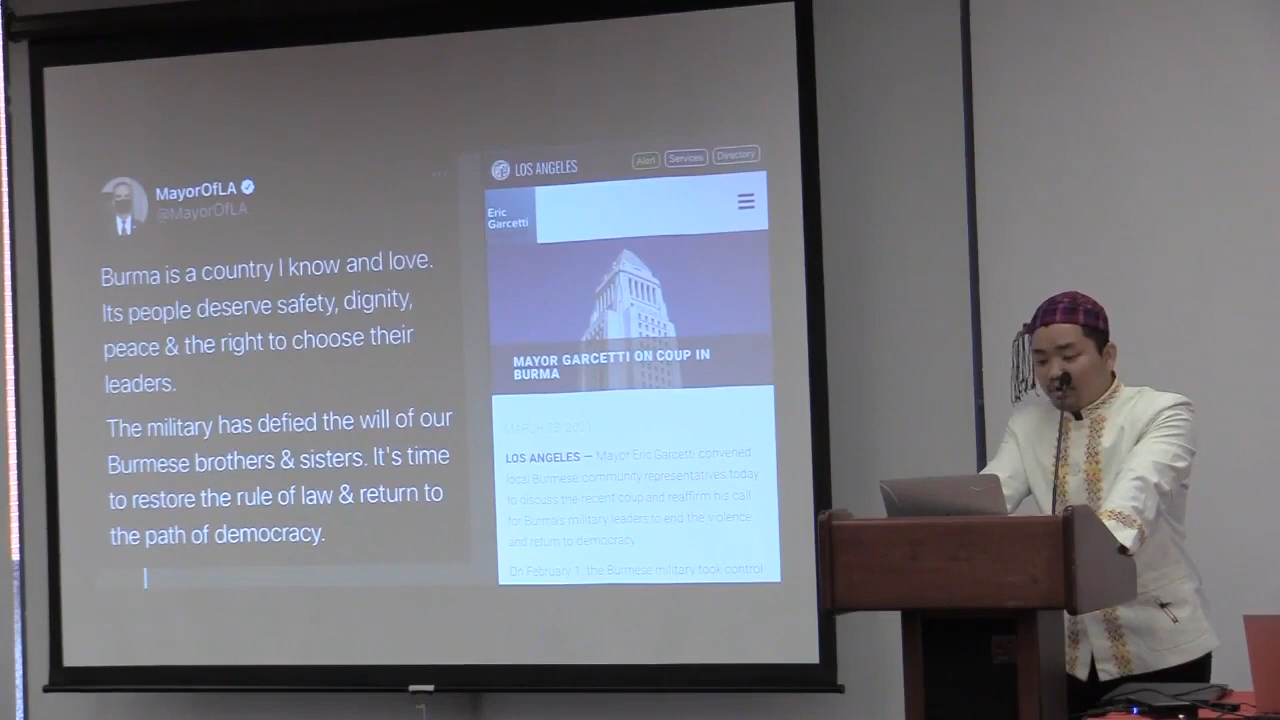 MayorOfLA
@MayorOfLA
Burma is a country I know and love.
Its people deserve safety, dignity,
peace & the right to choose their
leaders.
The military has defied the will of our
Burmese brothers & sisters. It's time
to restore the rule of law & return to
the path of democracy.
LOS ANGELES
Alert
Services
Directory
Eric
Garcetti
MAYOR GARCETTI ON COUP IN
BURMA
MARCH 2021
LOS ANGELES — Mayor Eric Garcetti convened
local Burmese community representatives today
to discuss the recent coup and reaffirm his call
for Burma's military leaders to end the violence
and return to democracy.
On February 1, the Burmese military took control